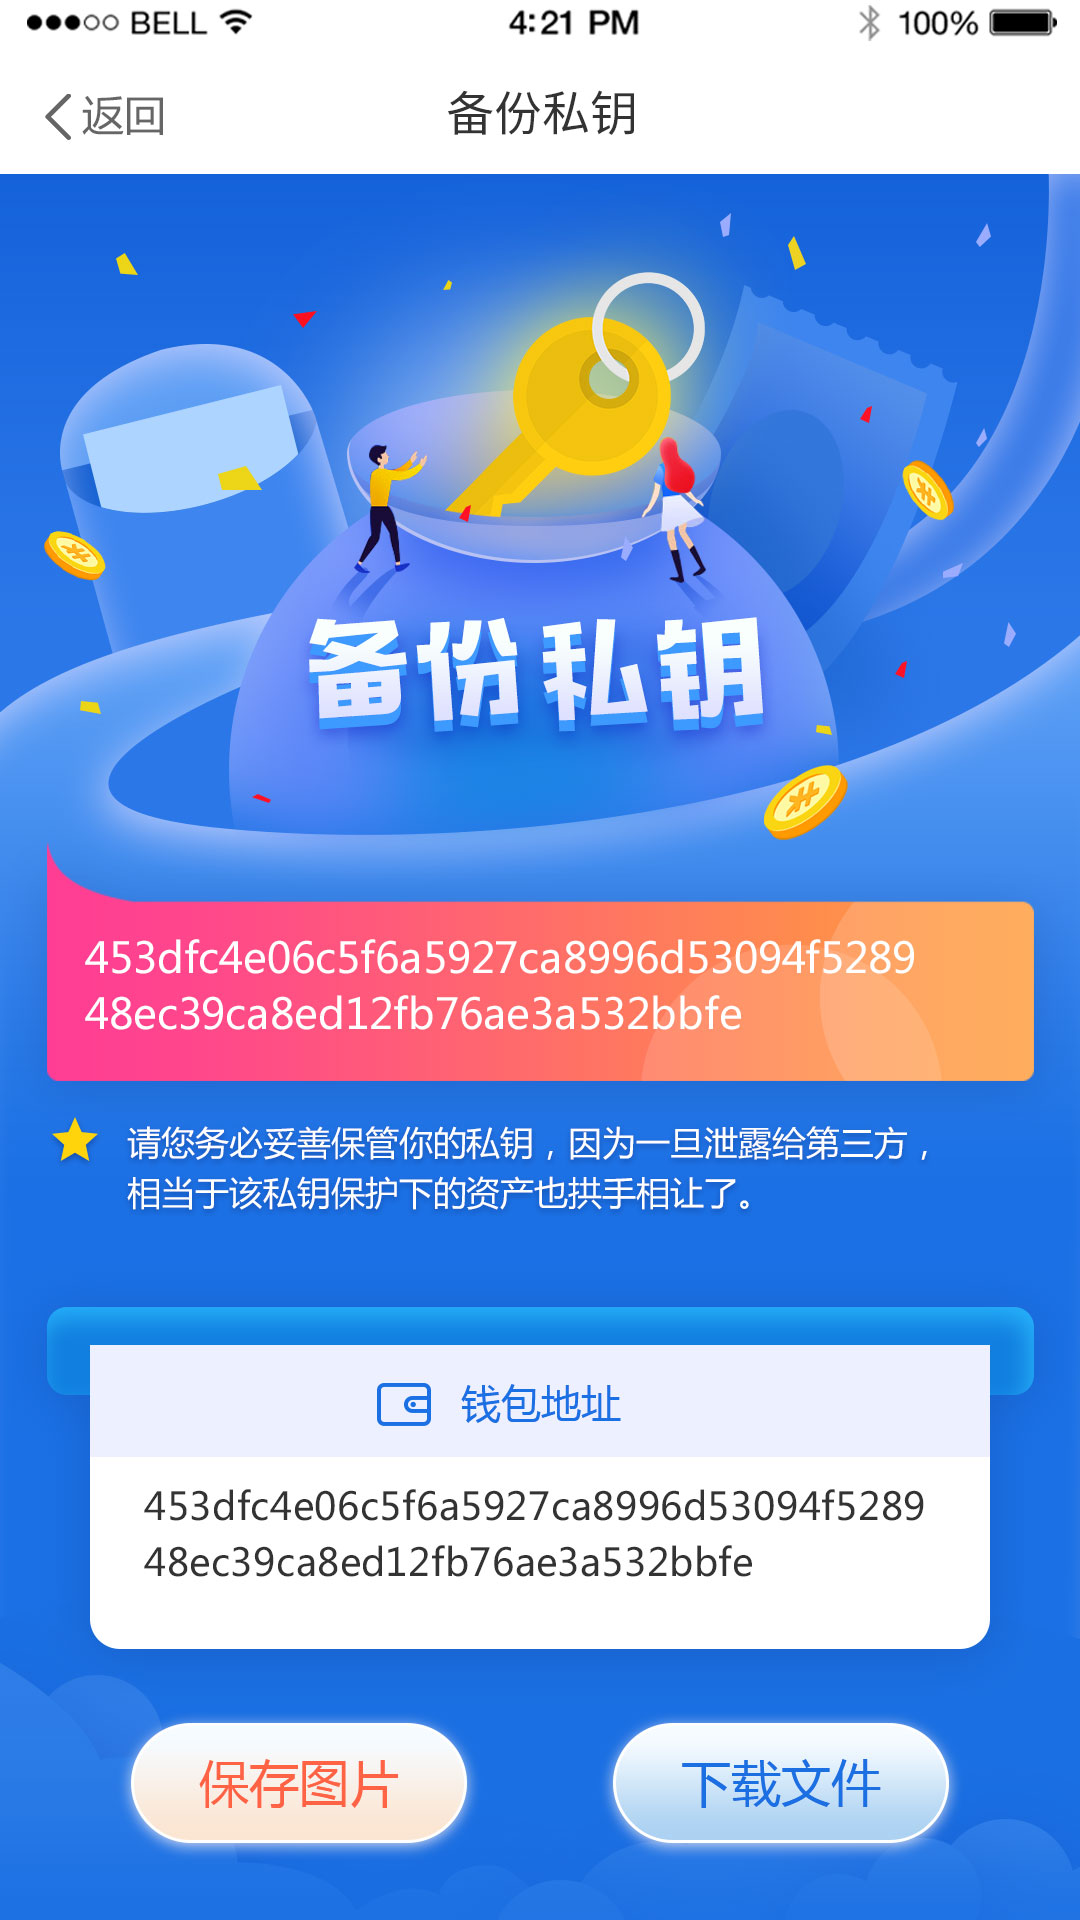 BELL 4:21 PM 100%
返回 备份私钥
备份私钥
453dfc4e06c5f6a5927ca8996d53094f5289
48ec39ca8ed12fb76ae3a532bbfe
请您务必妥善保管你的私钥，因为一旦泄露给第三方，
相当于该私钥保护下的资产也拱手相让了。
钱包地址
453dfc4e06c5f6a5927ca8996d53094f5289
48ec39ca8ed12fb76ae3a532bbfe
保存图片 下载文件